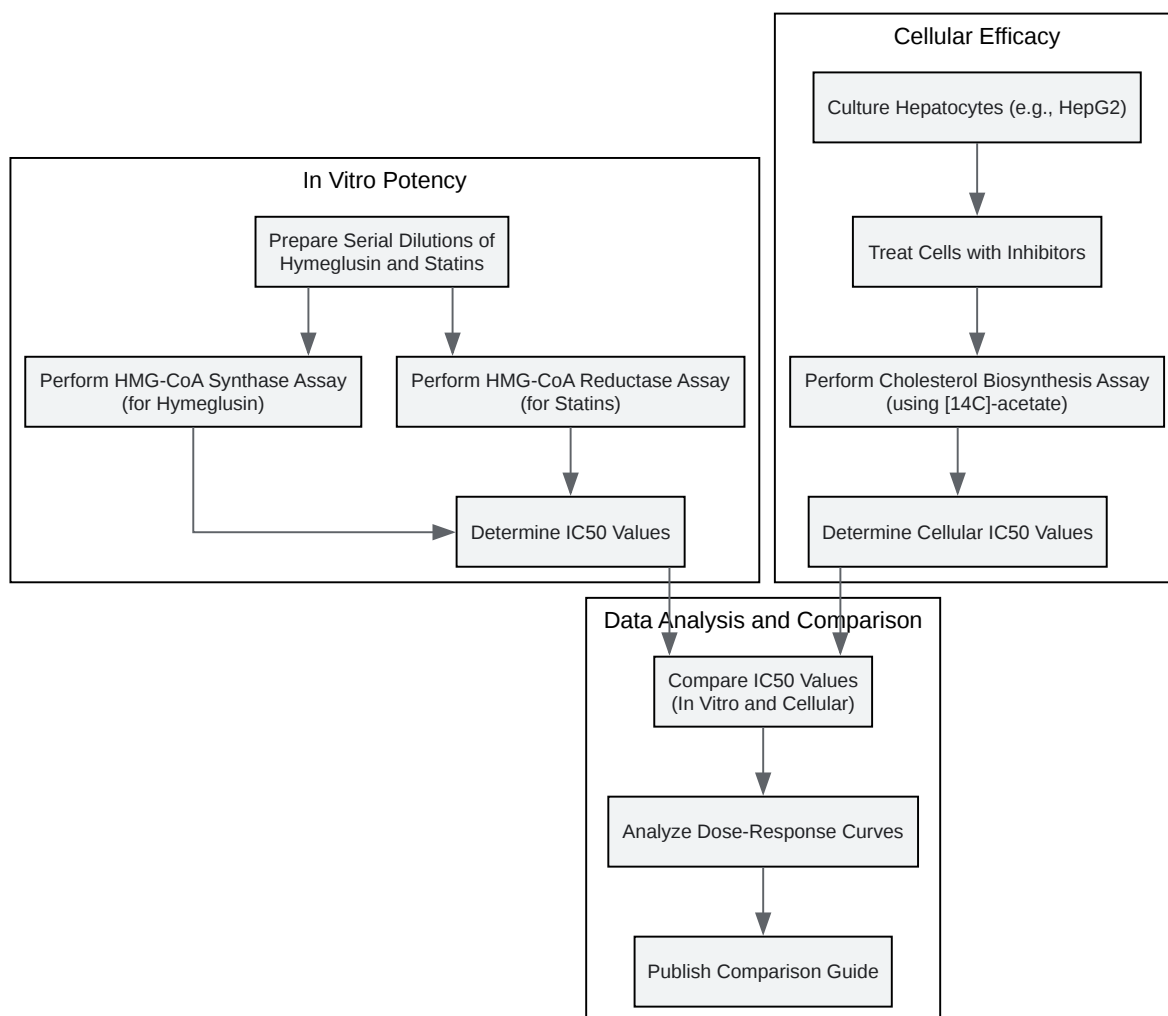 Cellular Efficacy
Culture Hepatocytes (e.g., HepG2)
Treat Cells with Inhibitors
Perform Cholesterol Biosynthesis Assay
(using [14C]-acetate)
Determine Cellular IC50 Values
In Vitro Potency
Prepare Serial Dilutions of
Hymeglusin and Statins
Perform HMG-CoA Synthase Assay
(for Hymeglusin)
Perform HMG-CoA Reductase Assay
(for Statins)
Determine IC50 Values
Data Analysis and Comparison
Compare IC50 Values
(In Vitro and Cellular)
Analyze Dose-Response Curves
Publish Comparison Guide